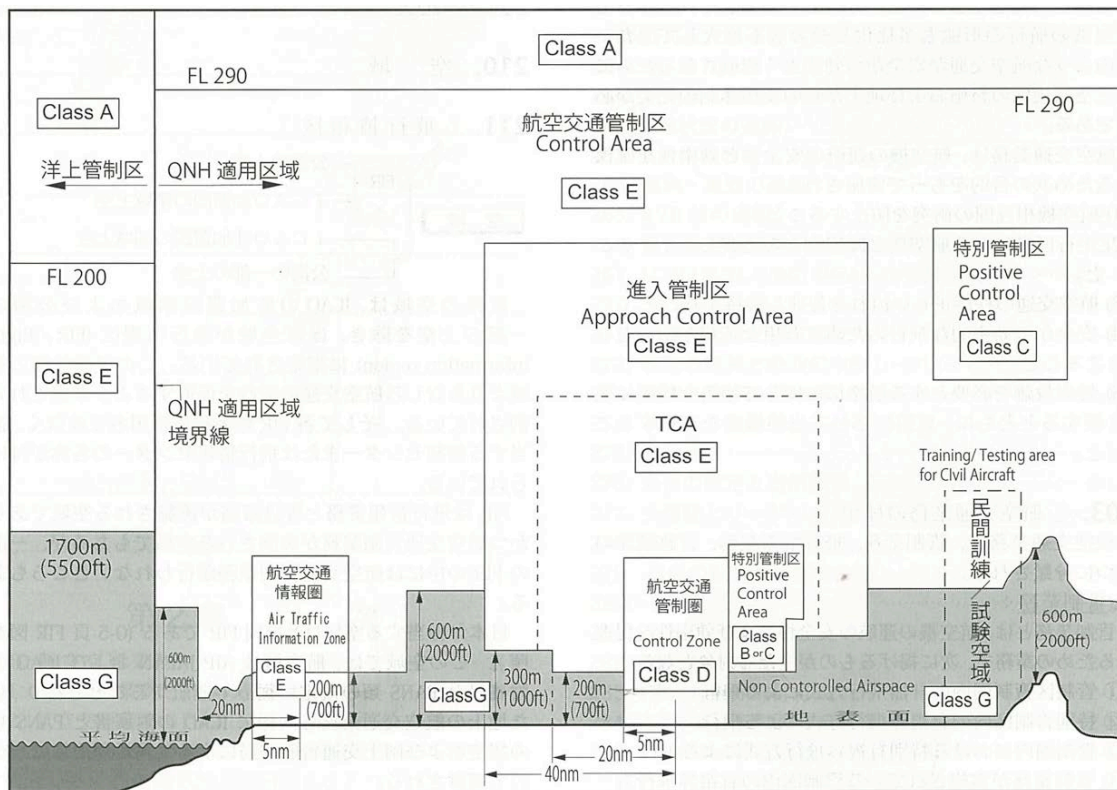 Class A
FL 290
FL 290
Class A
航空交通管制区
Control Area
洋上管制区
QNH 適用区域
Class E
特別管制区
Positive
Control
Area
Class C
FL 200
進入管制区
Approach Control Area
Class E
Class E
QNH 適用区域
境界線
TCA
Class E
Training/ Testing area
for Civil Aircraft
民間訓練／試験空域
1700m
(5500ft)
航空交通
情報圏
Air Traffic
Information Zone
特別管制区
Positive
Control
Area
航空交通
管制圏
600m
(2000ft)
600m
(2000ft)
600m
(2000ft)
Control Zone
Class
B or C
Class G
Class
E
200m
(700ft)
ClassG
300m
(1000ft)
200m
(700ft)
Class D
Non Controlled Airspace
Class G
20nm
平均海面
地表面
5nm
5nm
20nm
40nm